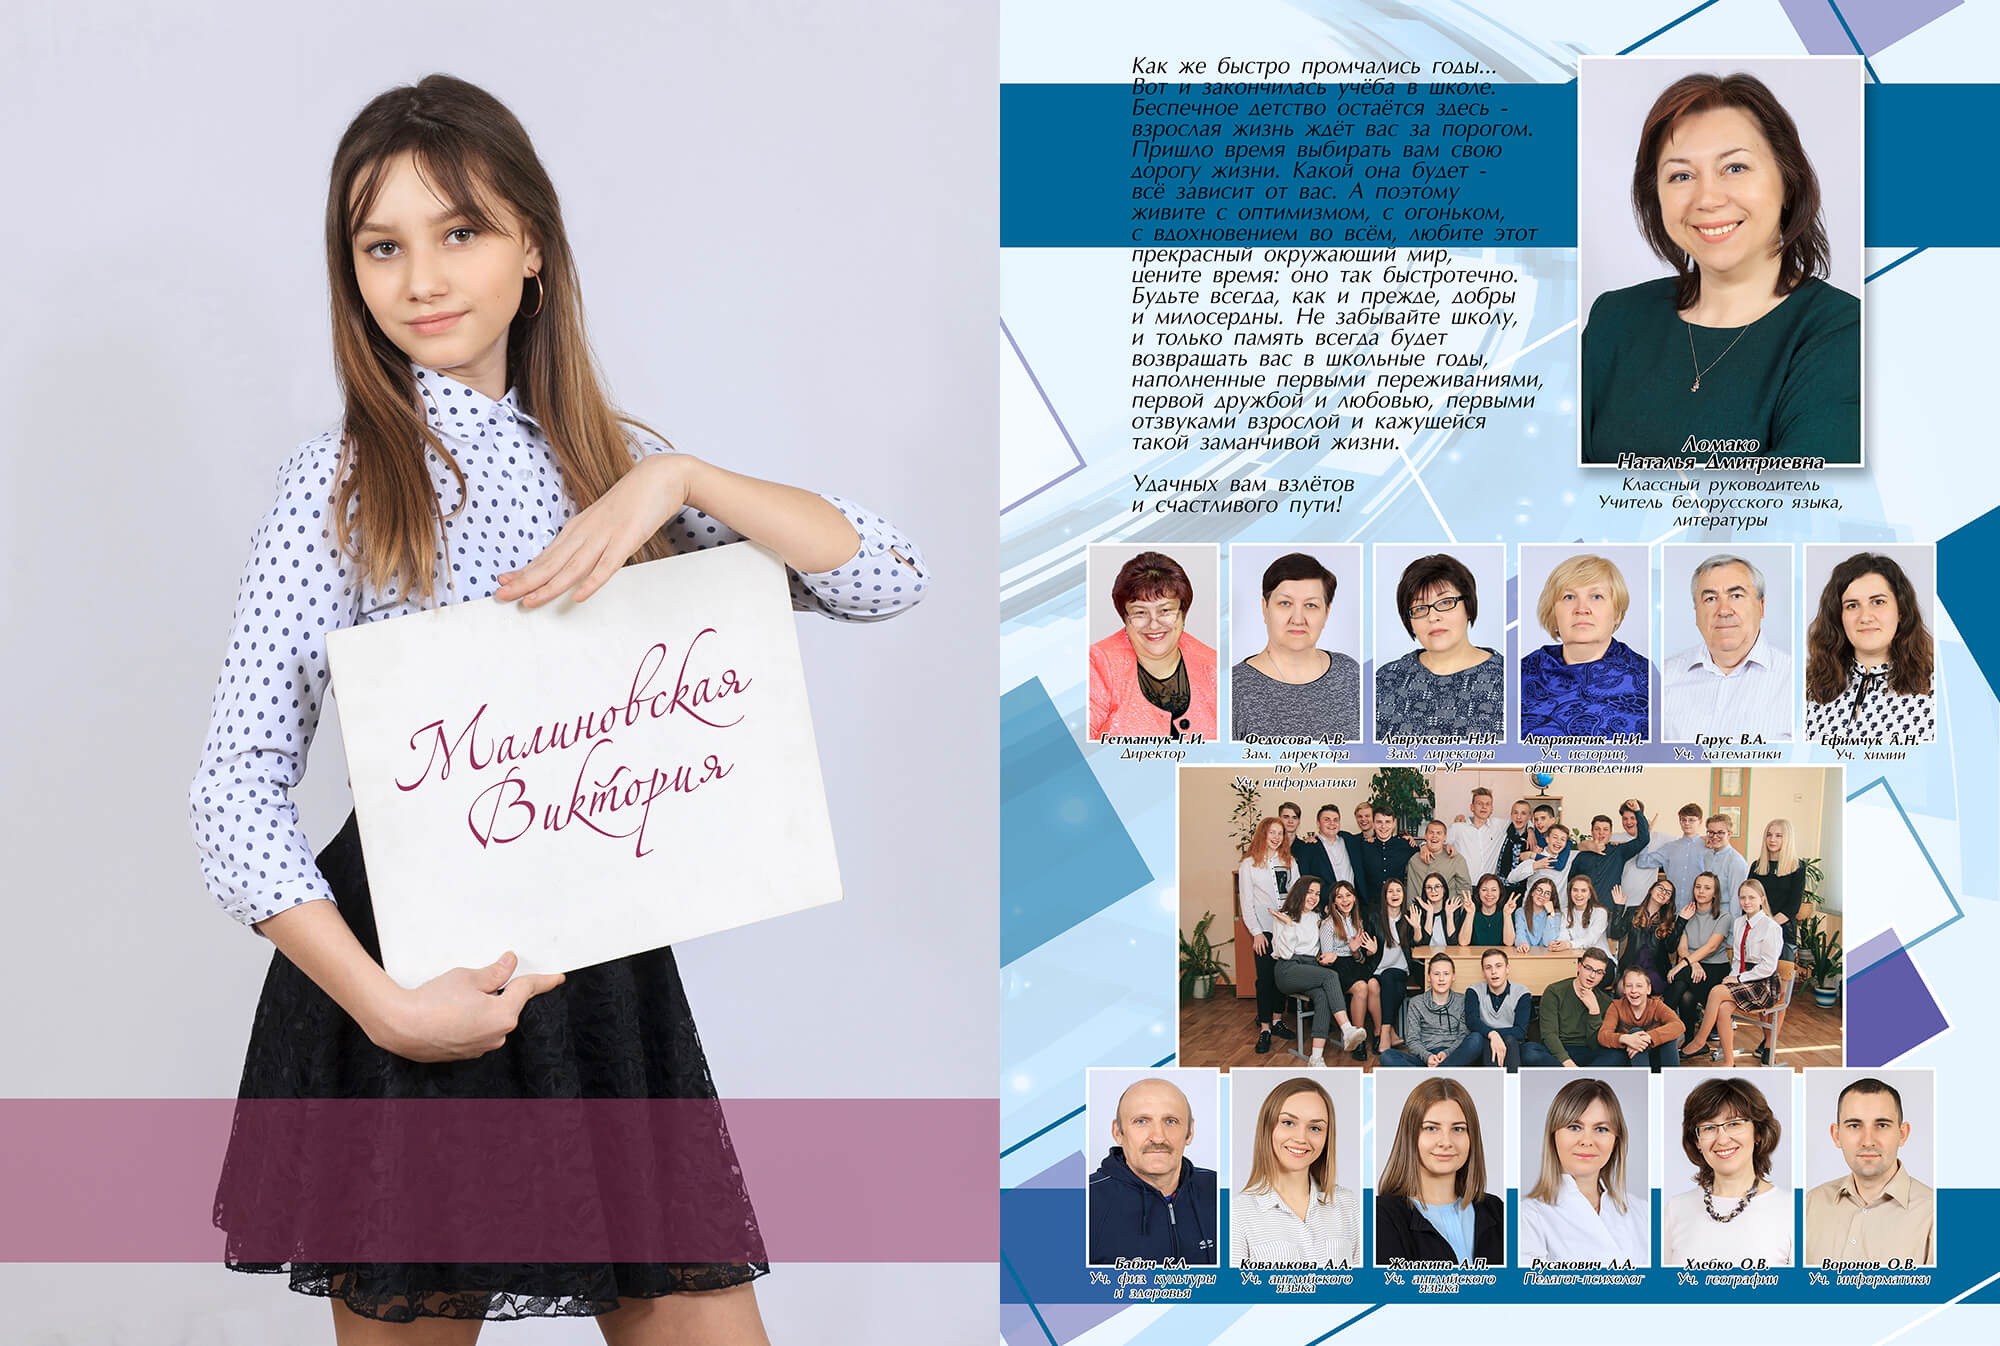 Малиновская
Виктория
Как же быстро промчались годы...
Вот и закончилась учёба в школе.
Беспечное детство остаётся здесь -
взрослая жизнь ждёт вас за порогом.
Пришло время выбирать вам свою
дорогу жизни. Какой она будет -
всё зависит от вас. А поэтому
живите с оптимизмом, с огоньком,
с вдохновением во всём, любите этот
прекрасный окружающий мир,
цените время: оно так быстротечно.
Будьте всегда, как и прежде, добры
и милосердны. Не забывайте школу,
и только память всегда будет
возвращать вас в школьные годы,
наполненные первыми переживаниями,
первой дружбой и любовью, первыми
отзвуками взрослой и кажущейся
такой заманчивой жизни.
Удачных вам взлётов
и счастливого пути!
Ломако
Наталья Дмитриевна
Классный руководитель
Учитель белорусского языка,
литературы
Гетманчук Г.И.
Директор
Федосова А.В.
Зам. директора
по УР
Уч. информатики
Лаврукевич Н.И.
Зам. директора
по УР
Андриянчик Н.И.
Уч. истории,
обществоведения
Гарус В.А.
Уч. математики
Ефимчук А.Н.
Уч. химии
Бабич К.Л.
Уч. физ. культуры
и здоровья
Ковалькова А.А.
Уч. английского
языка
Жмакина А.П.
Уч. английского
языка
Русакович Л.А.
Педагог-психолог
Хлебко О.В.
Уч. географии
Воронов О.В.
Уч. информатики